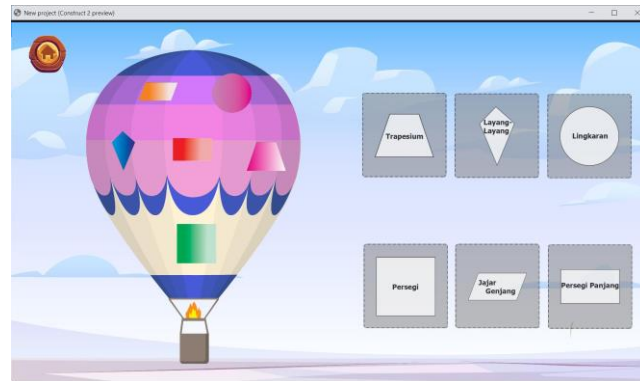 New project (Construct 2 preview)
Trapesium
Layang-
Layang
Lingkaran
Persegi
Jajar
Genjang
Persegi Panjang